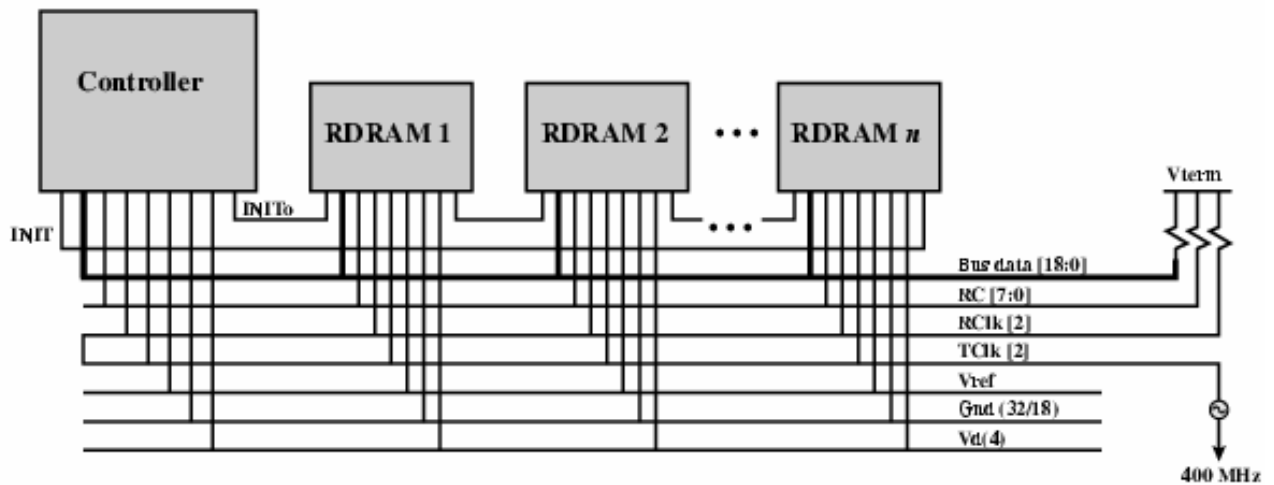 Controller
RDRAM 1
RDRAM 2
• • •
RDRAM n
Vterm
INIT
INITo
• • •
Bus data [18:0]
RC [7:0]
RClk [2]
TClk [2]
Vref
Gnd (32/18)
Vd(4)
400 MHz